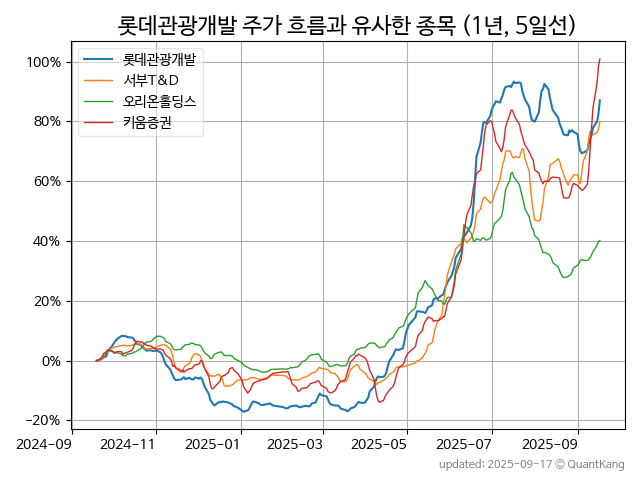 롯데관광개발 주가 흐름과 유사한 종목 (1년, 5일선)
롯데관광개발
서부T&D
오리온홀딩스
키움증권
100%
80%
60%
40%
20%
0%
−20%
2024-09
2024-11
2025-01
2025-03
2025-05
2025-07
2025-09
updated: 2025-09-17 © QuantKang